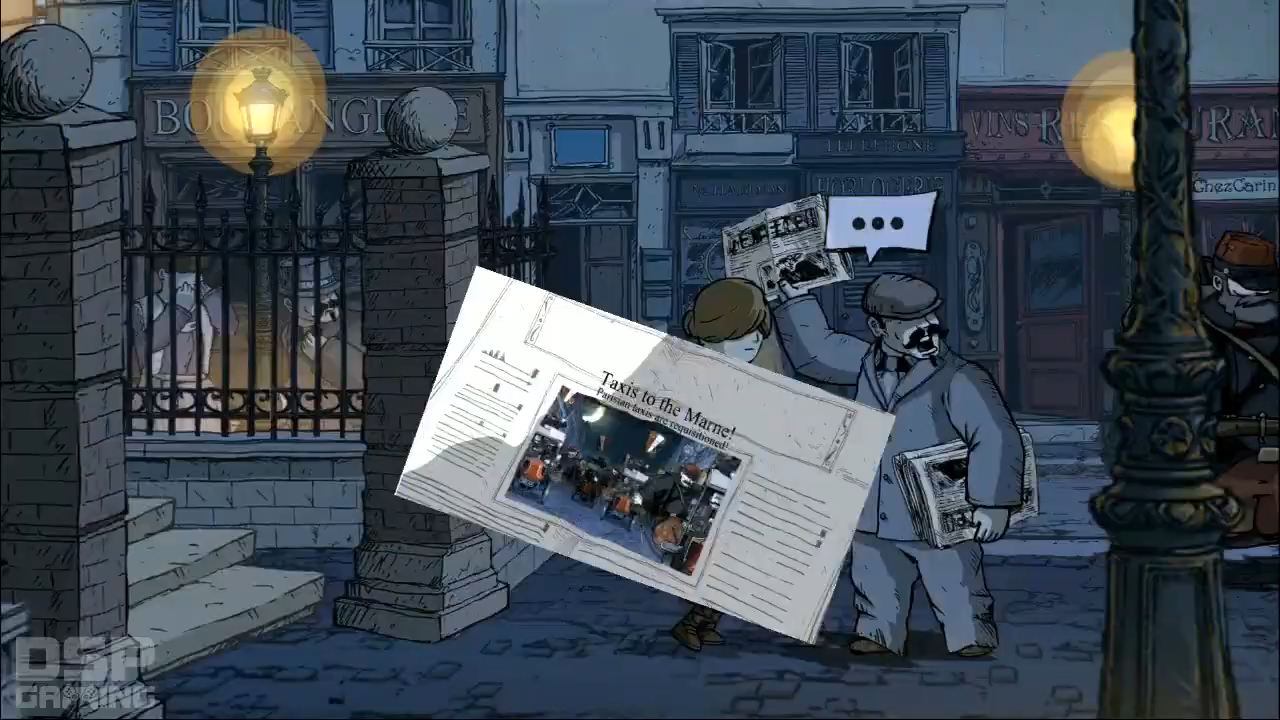 BOULANGERIE
TELEPHONE
HORLOGERIE
VINS RESTAURANT
ChezCarin
Taxis to the Marne!
Parisian taxis are requisitioned!
DSP
GAMING